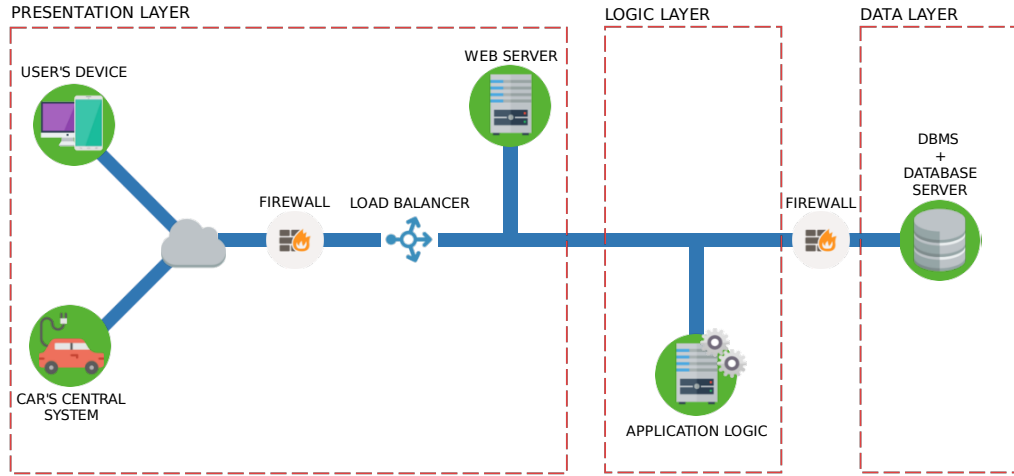 PRESENTATION LAYER
LOGIC LAYER
DATA LAYER
USER'S DEVICE
WEB SERVER
DBMS
+
DATABASE
SERVER
FIREWALL
LOAD BALANCER
FIREWALL
CAR'S CENTRAL
SYSTEM
APPLICATION LOGIC